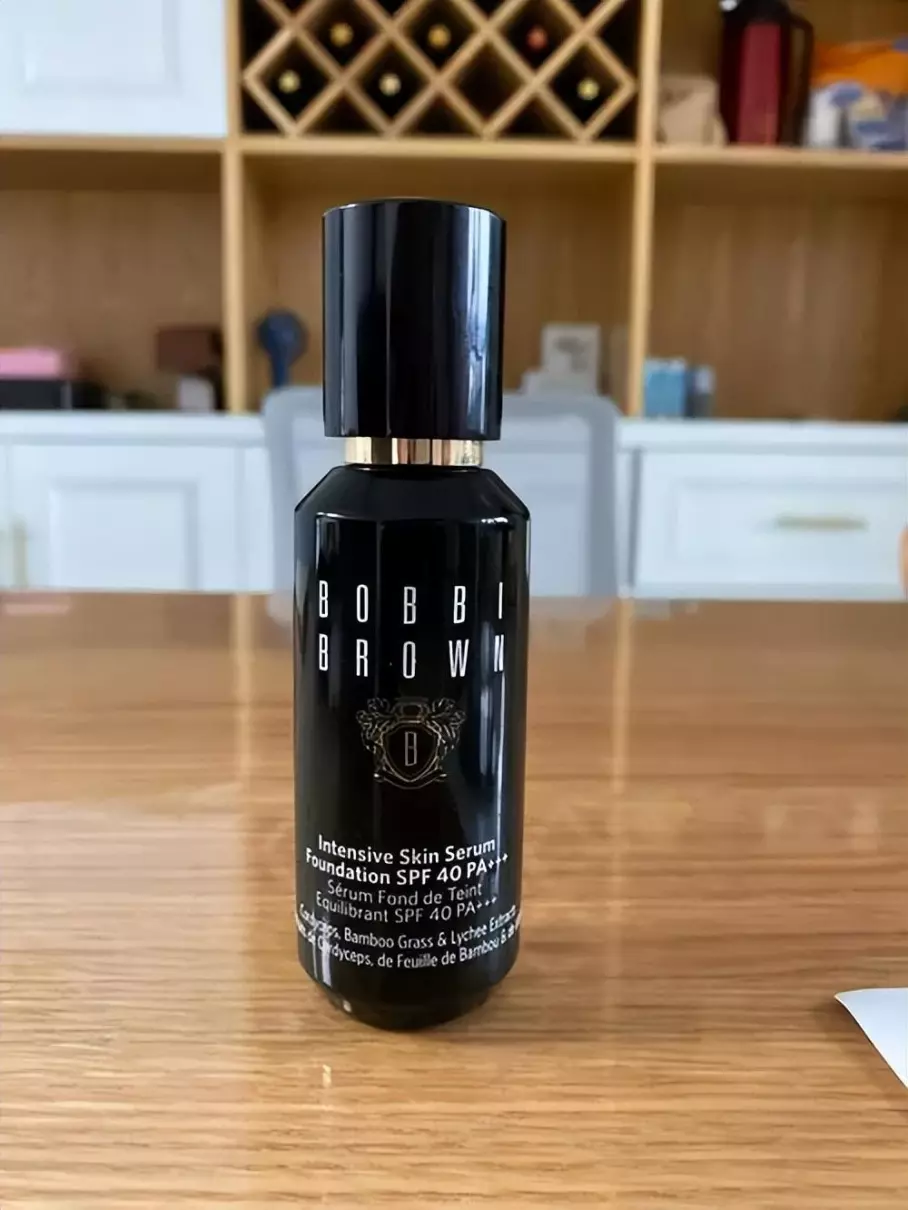 BOBBI
BROWN
B
Intensive Skin Serum
Foundation SPF 40 PA+++
Sérum Fond de Teint
Equilibrant SPF 40 PA+++
Cordyceps, Bamboo Grass & Lychee Extracts
de Cordyceps, de Feuille de Bambou &